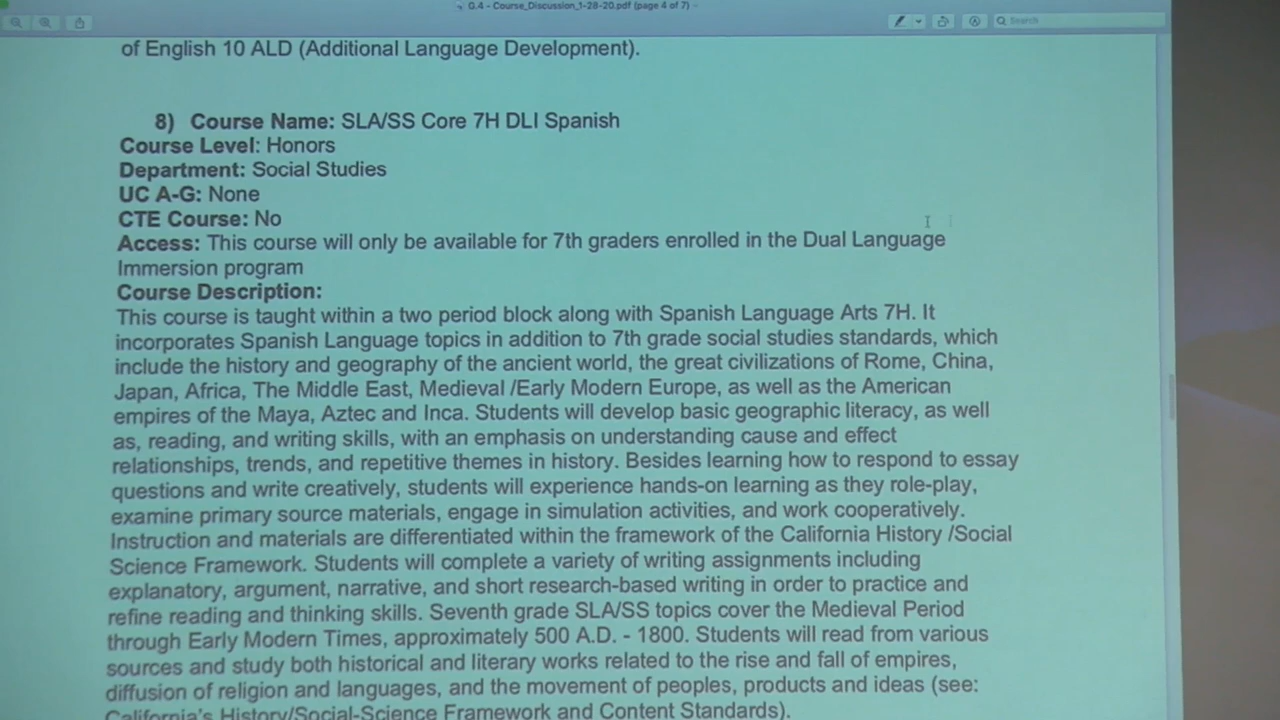 G.4 - Course_Discussion_1-28-20.pdf (page 4 of 7)
Search
of English 10 ALD (Additional Language Development).
8) Course Name: SLA/SS Core 7H DLI Spanish
Course Level: Honors
Department: Social Studies
UC A-G: None
CTE Course: No
Access: This course will only be available for 7th graders enrolled in the Dual Language
Immersion program
Course Description:
This course is taught within a two period block along with Spanish Language Arts 7H. It
incorporates Spanish Language topics in addition to 7th grade social studies standards, which
include the history and geography of the ancient world, the great civilizations of Rome, China,
Japan, Africa, The Middle East, Medieval /Early Modern Europe, as well as the American
empires of the Maya, Aztec and Inca. Students will develop basic geographic literacy, as well
as, reading, and writing skills, with an emphasis on understanding cause and effect
relationships, trends, and repetitive themes in history. Besides learning how to respond to essay
questions and write creatively, students will experience hands-on learning as they role-play,
examine primary source materials, engage in simulation activities, and work cooperatively.
Instruction and materials are differentiated within the framework of the California History /Social
Science Framework. Students will complete a variety of writing assignments including
explanatory, argument, narrative, and short research-based writing in order to practice and
refine reading and thinking skills. Seventh grade SLA/SS topics cover the Medieval Period
through Early Modern Times, approximately 500 A.D. - 1800. Students will read from various
sources and study both historical and literary works related to the rise and fall of empires,
diffusion of religion and languages, and the movement of peoples, products and ideas (see:
California's History/Social-Science Framework and Content Standards).